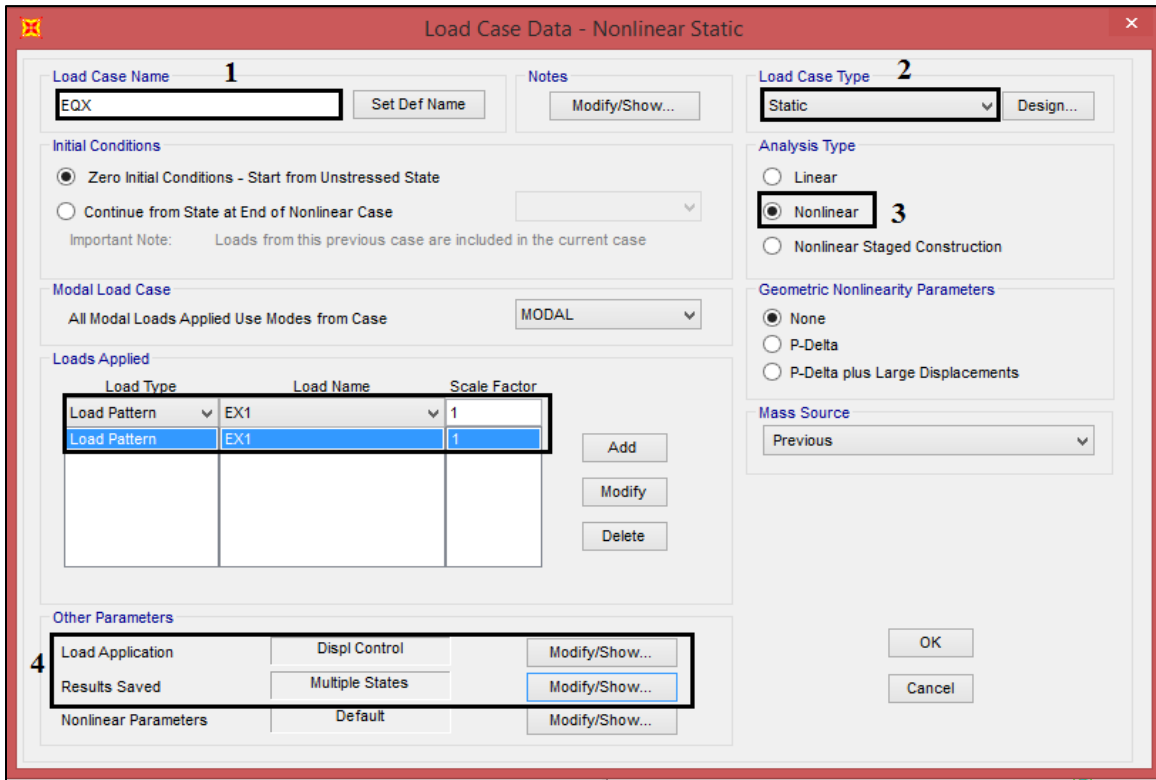 Load Case Data - Nonlinear Static
×
Load Case Name
1
EQX
Set Def Name
Notes
Modify/Show...
Load Case Type
2
Static
Design...
Initial Conditions
Zero Initial Conditions - Start from Unstressed State
Continue from State at End of Nonlinear Case
Important Note: Loads from this previous case are included in the current case
Analysis Type
Linear
Nonlinear
3
Nonlinear Staged Construction
Modal Load Case
All Modal Loads Applied Use Modes from Case
MODAL
Geometric Nonlinearity Parameters
None
P-Delta
P-Delta plus Large Displacements
Loads Applied
Load Type Load Name Scale Factor
Load Pattern EX1 1
Load Pattern EX1 1
Add
Modify
Delete
Mass Source
Previous
Other Parameters
4
Load Application Displ Control Modify/Show...
Results Saved Multiple States Modify/Show...
Nonlinear Parameters Default Modify/Show...
OK
Cancel